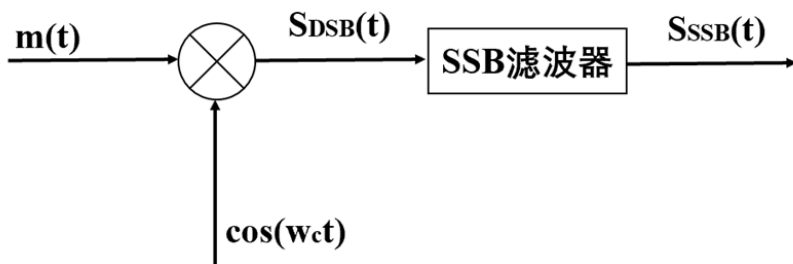 m(t)
SDSB(t)
SSB滤波器
SSSB(t)
cos(wct)